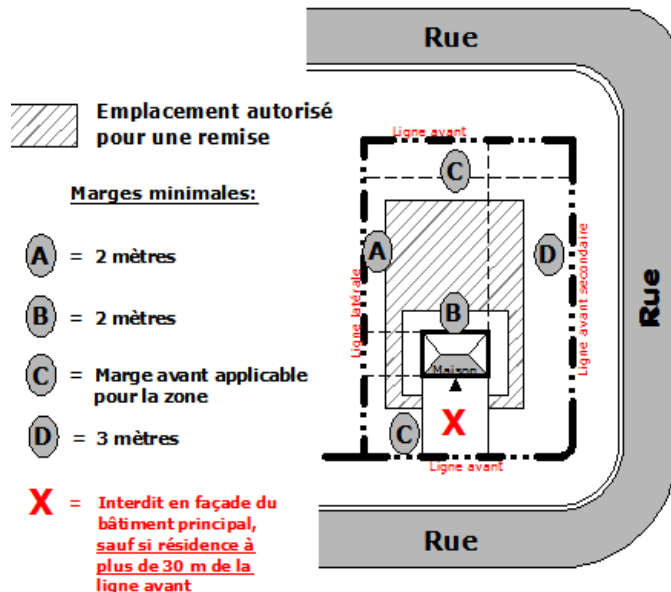 Rue
Emplacement autorisé
pour une remise
Marges minimales:
A = 2 mètres
B = 2 mètres
C = Marge avant applicable
pour la zone
D = 3 mètres
X = Interdit en façade du
bâtiment principal,
sauf si résidence à
plus de 30 m de la
ligne avant
Ligne avant
C
A
D
B
Maison
X
C
Ligne avant
Ligne latérale
Ligne avant secondaire
Rue
Rue